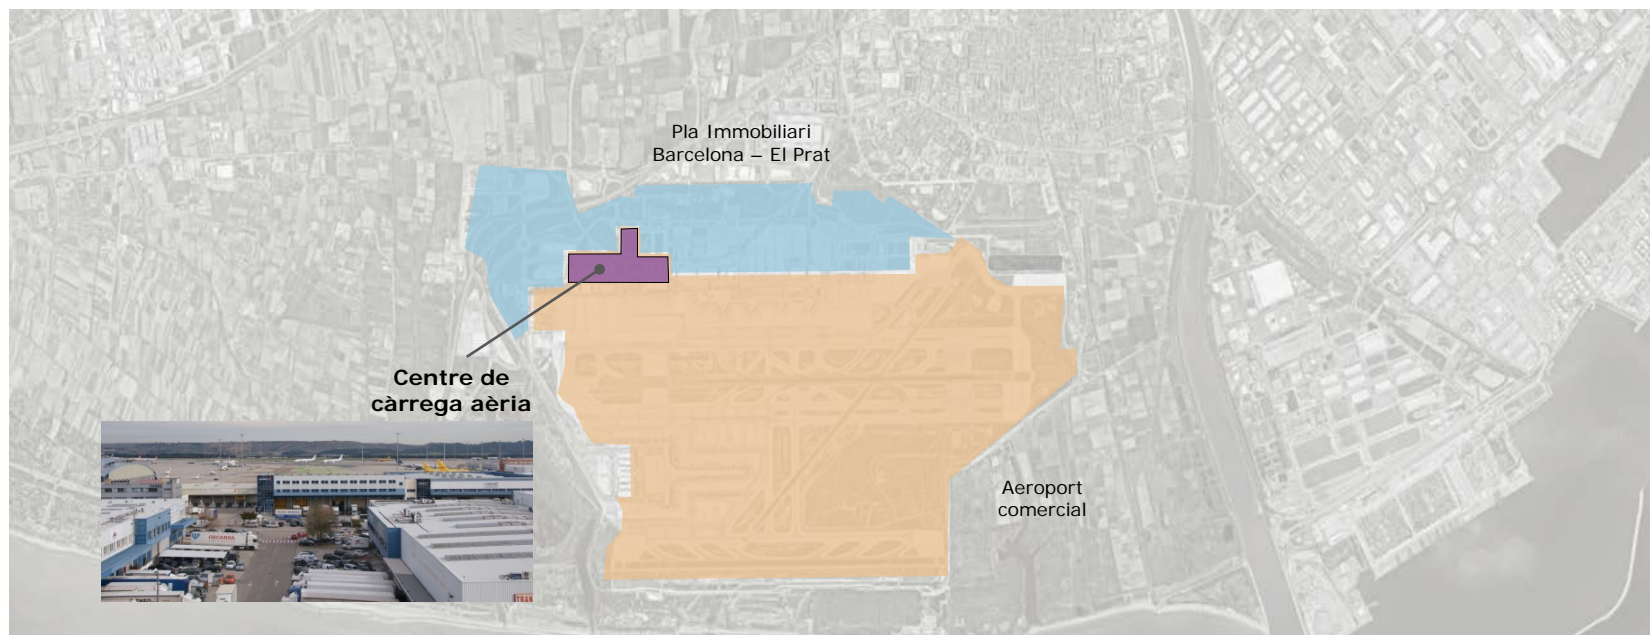 Pla Immobiliari
Barcelona – El Prat
Centre de
càrrega aèria
Aeroport
comercial